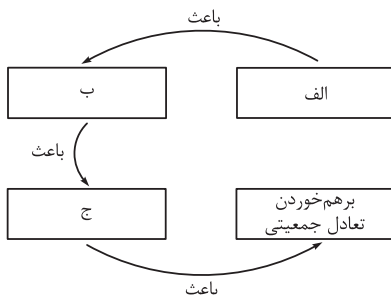 باعث
الف
ب
باعث
ج
برهم‌خوردن
تعادل جمعیتی
باعث